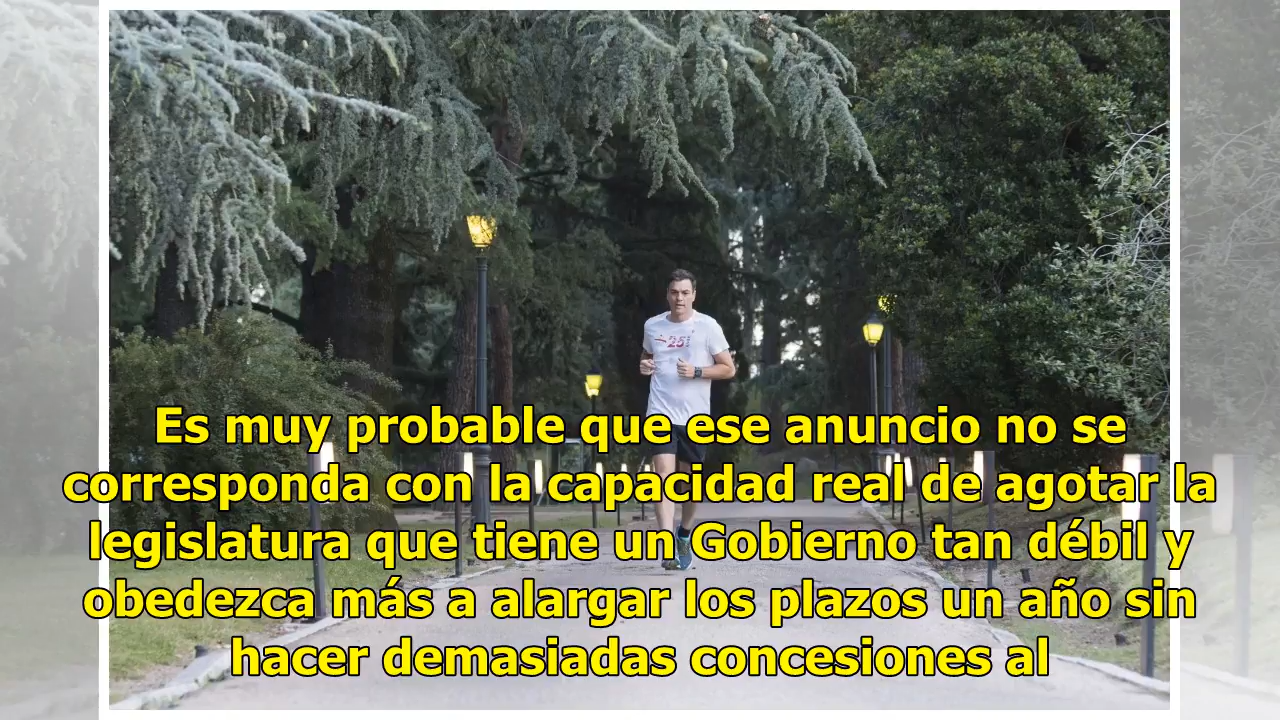 Es muy probable que ese anuncio no se
corresponda con la capacidad real de agotar la
legislatura que tiene un Gobierno tan débil y
obedezca más a alargar los plazos un año sin
hacer demasiadas concesiones al